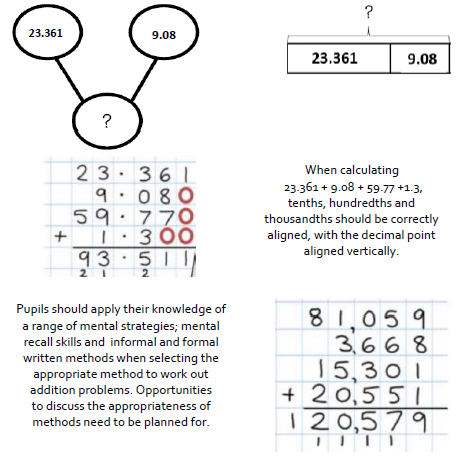 23.361
9.08
?
?
23.361 9.08
23.361
9.080
59.770
+ 1.300
93.511
2 1 2
When calculating
23.361 + 9.08 + 59.77 +1.3,
tenths, hundredths and
thousandths should be correctly
aligned, with the decimal point
aligned vertically.
Pupils should apply their knowledge of
a range of mental strategies; mental
recall skills and informal and formal
written methods when selecting the
appropriate method to work out
addition problems. Opportunities
to discuss the appropriateness of
methods need to be planned for.
81,059
3,668
15,301
+ 20,551
120,579
1 1 1 1